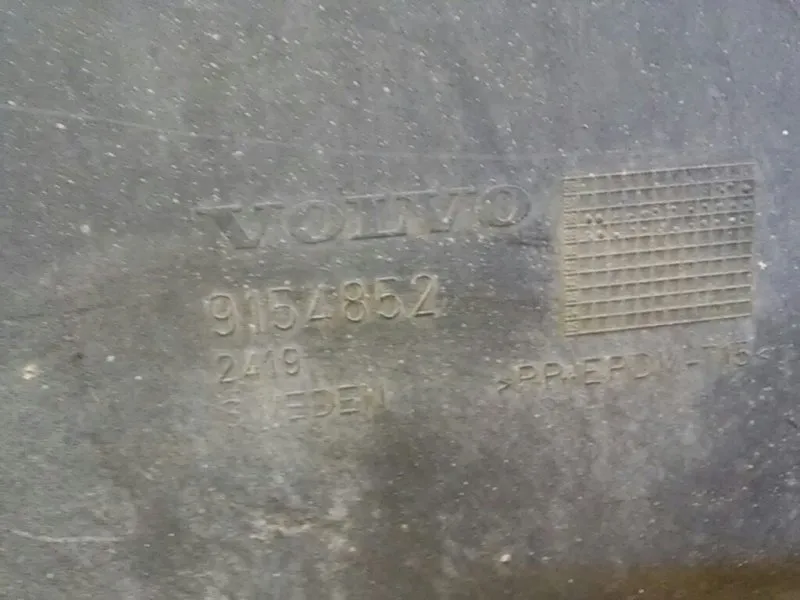 VOLVO
9154852
2419
SWEDEN
>PP+EPDM-T15<